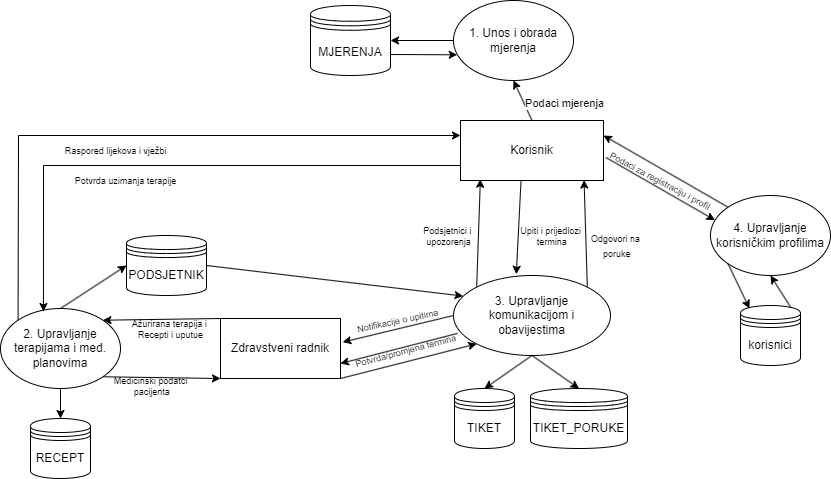 1. Unos i obrada
mjerenja
MJERENJA
Podaci mjerenja
Korisnik
Raspored lijekova i vježbi
Potvrda uzimanja terapije
Podaci za registraciju i profil
4. Upravljanje
korisničkim profilima
Podsjetnici i
upozorenja
Upiti i prijedlozi
termina
Odgovori na
poruke
PODSJETNIK
3. Upravljanje
komunikacijom i
obavijestima
2. Upravljanje
terapijama i med.
planovima
Ažurirana terapija i
Recepti i uputue
Zdravstveni radnik
Notifikacije o upitima
Potvrda/promjena termina
Medicinski podatci
pacijenta
korisnici
TIKET
TIKET_PORUKE
RECEPT